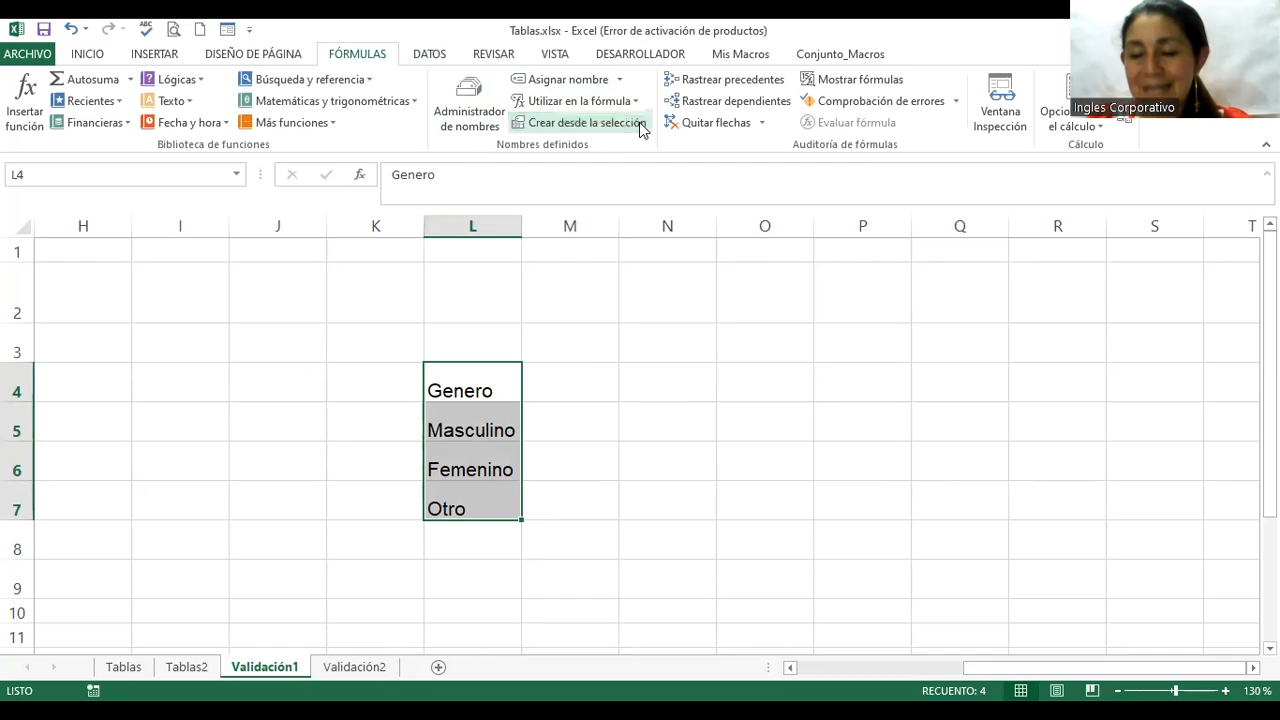 Tablas.xlsx - Excel (Error de activación de productos)
ARCHIVO INICIO INSERTAR DISEÑO DE PÁGINA FÓRMULAS DATOS REVISAR VISTA DESARROLLADOR Mis Macros Conjunto_Macros
Insertar función
Autosuma
Recientes
Financieras
Lógicas
Texto
Fecha y hora
Búsqueda y referencia
Matemáticas y trigonométricas
Más funciones
Biblioteca de funciones
Administrador de nombres
Asignar nombre
Utilizar en la fórmula
Crear desde la selección
Nombres definidos
Rastrear precedentes
Rastrear dependientes
Quitar flechas
Mostrar fórmulas
Comprobación de errores
Evaluar fórmula
Auditoría de fórmulas
Ventana Inspección
el cálculo
Cálculo
Ingles Corporativo
L4 fx Genero
H I J K L M N O P Q R S T
1
2
3
4 Genero
5 Masculino
6 Femenino
7 Otro
8
9
10
11
Tablas Tablas2 Validación1 Validación2
LISTO RECUENTO: 4 130 %